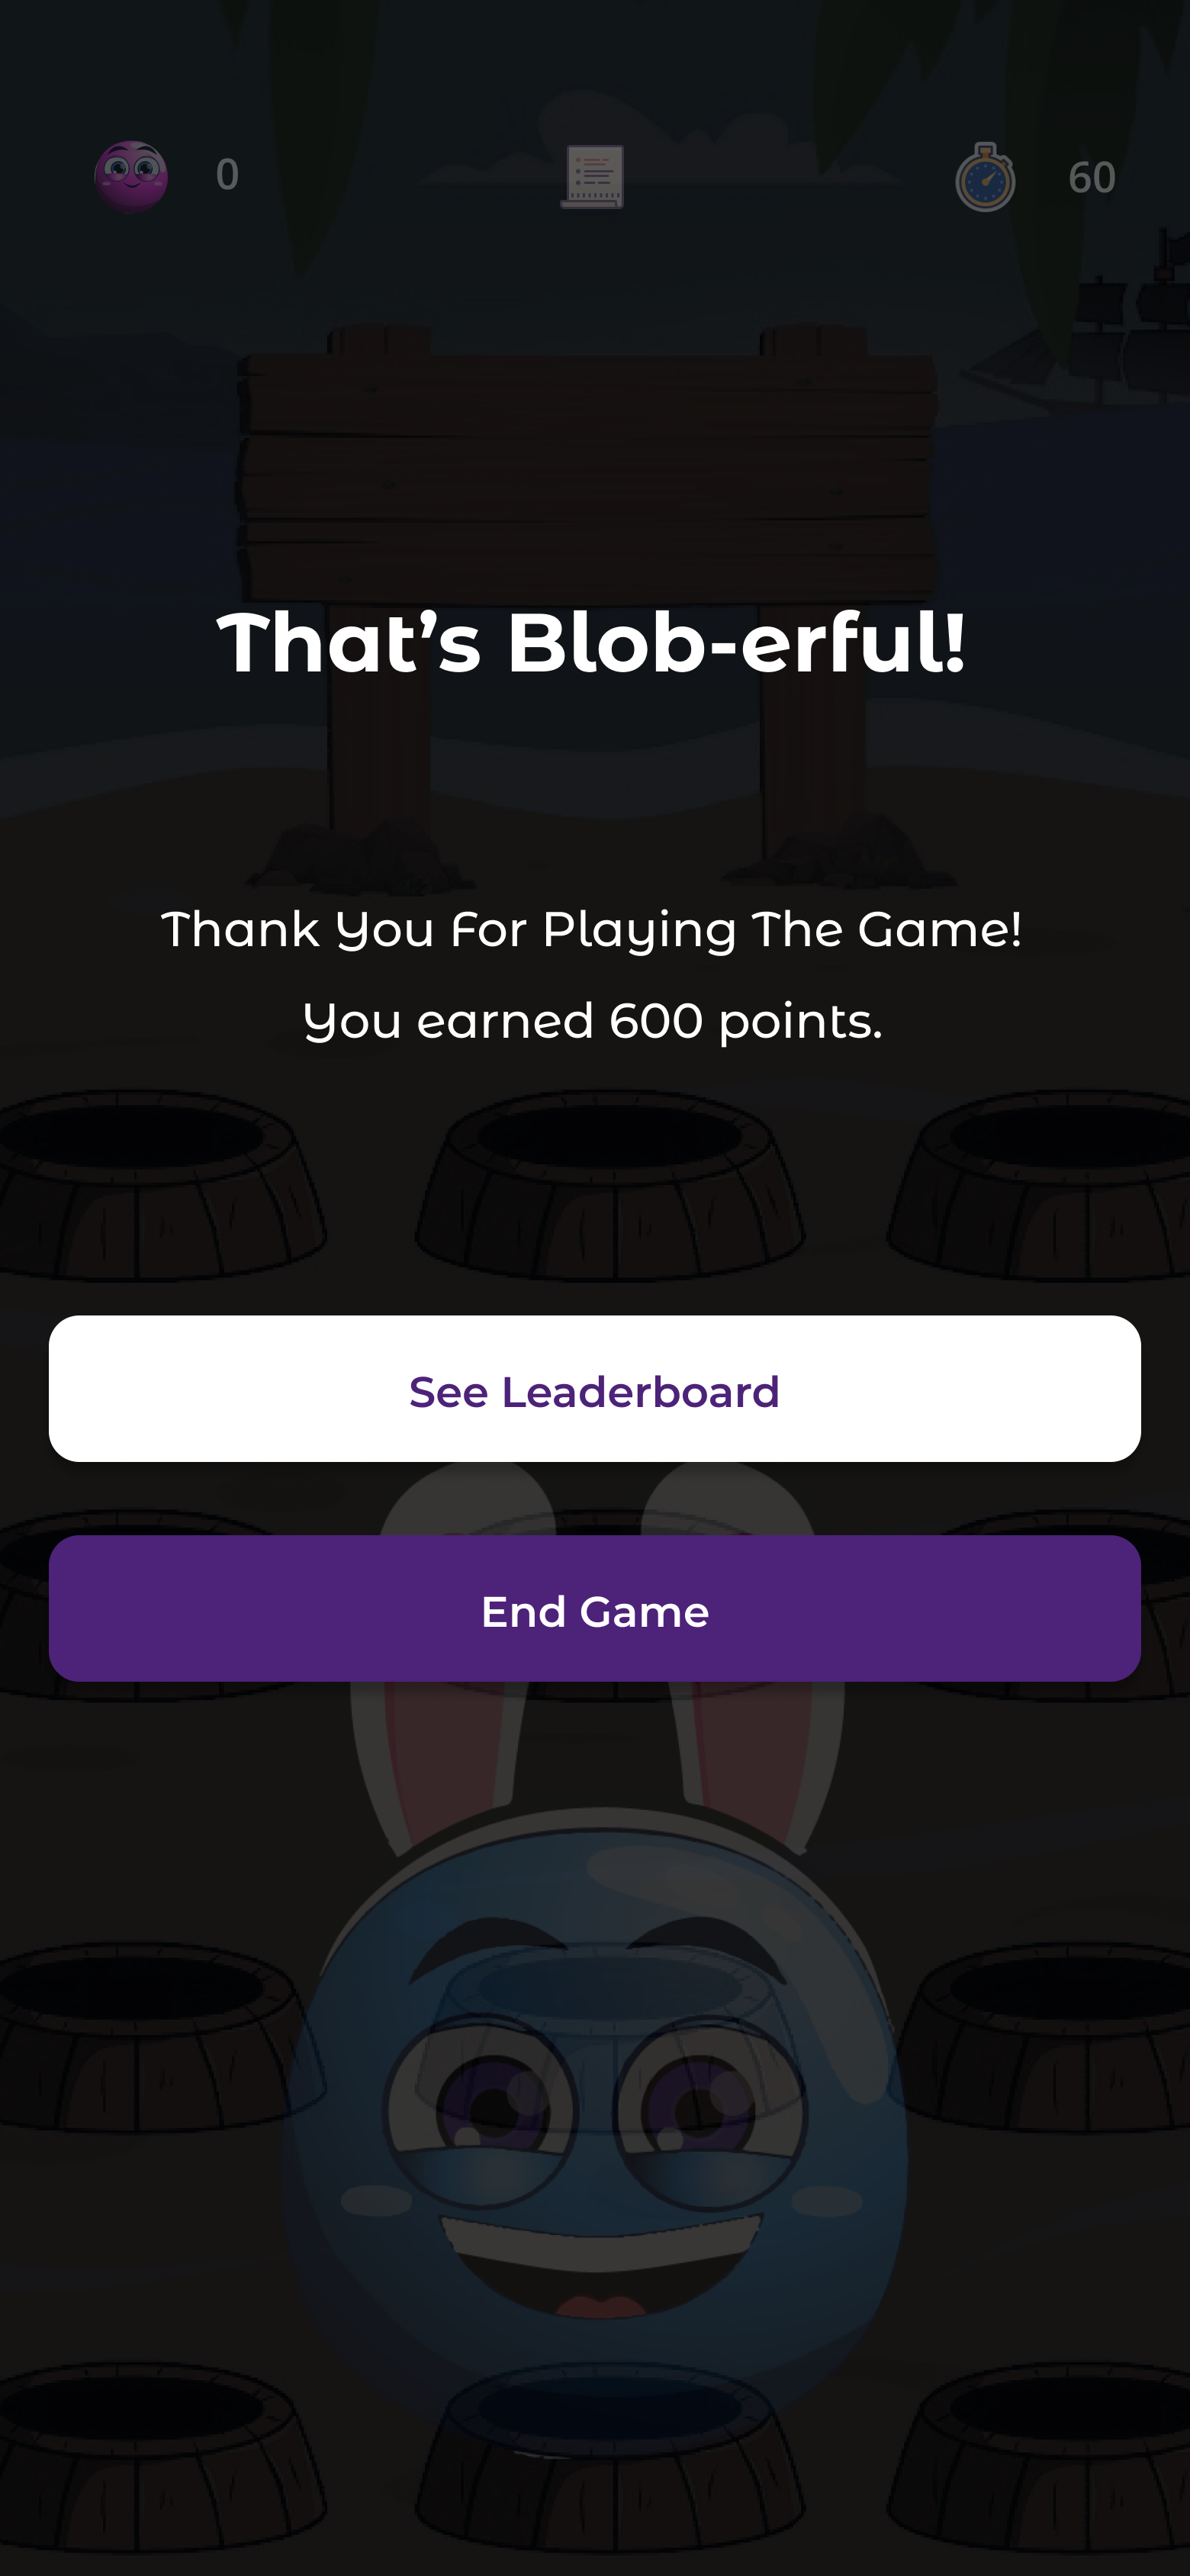 0
60
That's Blob-erful!
Thank You For Playing The Game!
You earned 600 points.
See Leaderboard
End Game